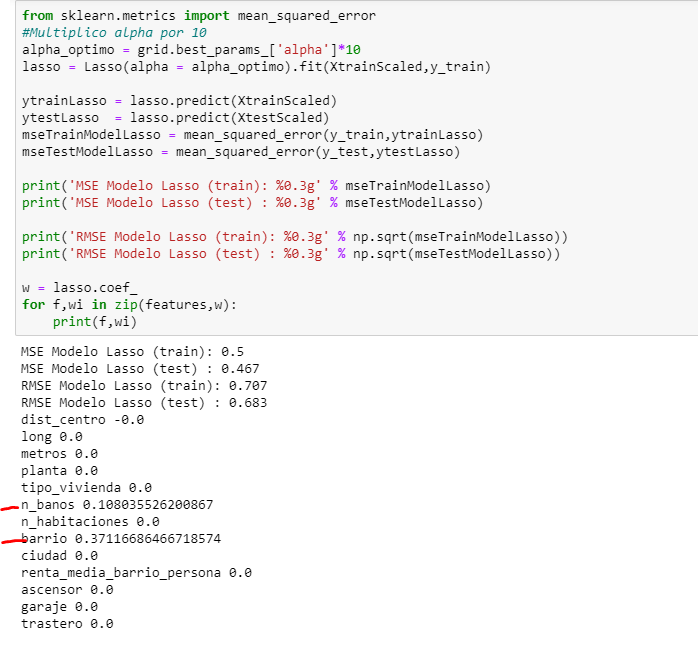 from sklearn.metrics import mean_squared_error
#Multiplico alpha por 10
alpha_optimo = grid.best_params_['alpha']*10
lasso = Lasso(alpha = alpha_optimo).fit(XtrainScaled,y_train)
ytrainLasso = lasso.predict(XtrainScaled)
ytestLasso  = lasso.predict(XtestScaled)
mseTrainModelLasso = mean_squared_error(y_train,ytrainLasso)
mseTestModelLasso = mean_squared_error(y_test,ytestLasso)
print('MSE Modelo Lasso (train): %0.3g' % mseTrainModelLasso)
print('MSE Modelo Lasso (test) : %0.3g' % mseTestModelLasso)
print('RMSE Modelo Lasso (train): %0.3g' % np.sqrt(mseTrainModelLasso))
print('RMSE Modelo Lasso (test) : %0.3g' % np.sqrt(mseTestModelLasso))
w = lasso.coef_
for f,wi in zip(features,w):
    print(f,wi)
MSE Modelo Lasso (train): 0.5
MSE Modelo Lasso (test) : 0.467
RMSE Modelo Lasso (train): 0.707
RMSE Modelo Lasso (test) : 0.683
dist_centro -0.0
long 0.0
metros 0.0
planta 0.0
tipo_vivienda 0.0
n_banos 0.108035526200867
n_habitaciones 0.0
barrio 0.37116686466718574
ciudad 0.0
renta_media_barrio_persona 0.0
ascensor 0.0
garaje 0.0
trastero 0.0